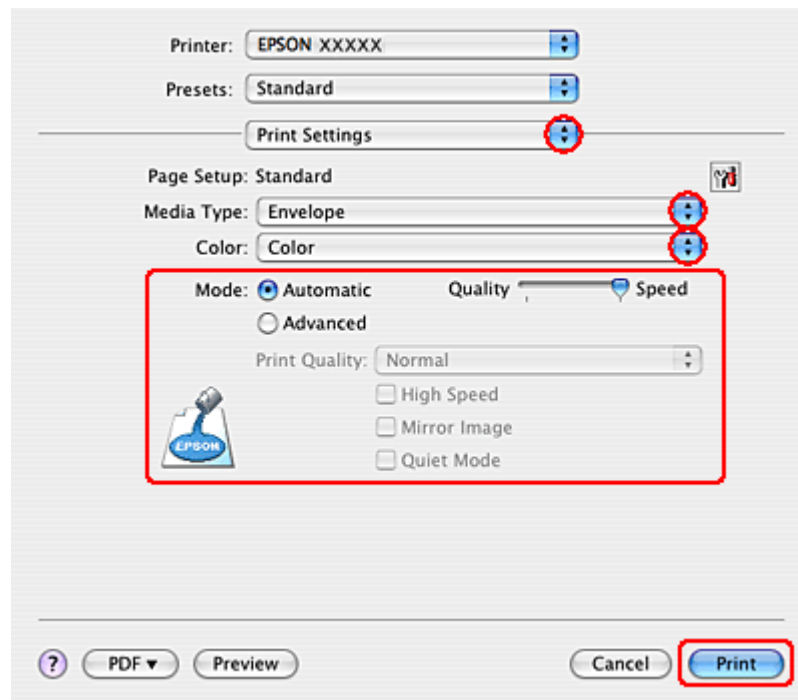 Printer: EPSON XXXXX
Presets: Standard
Print Settings
Page Setup: Standard
Media Type: Envelope
Color: Color
Mode: Automatic Quality Speed
Advanced
Print Quality: Normal
High Speed
Mirror Image
Quiet Mode
EPSON
? PDF▼ Preview Cancel Print